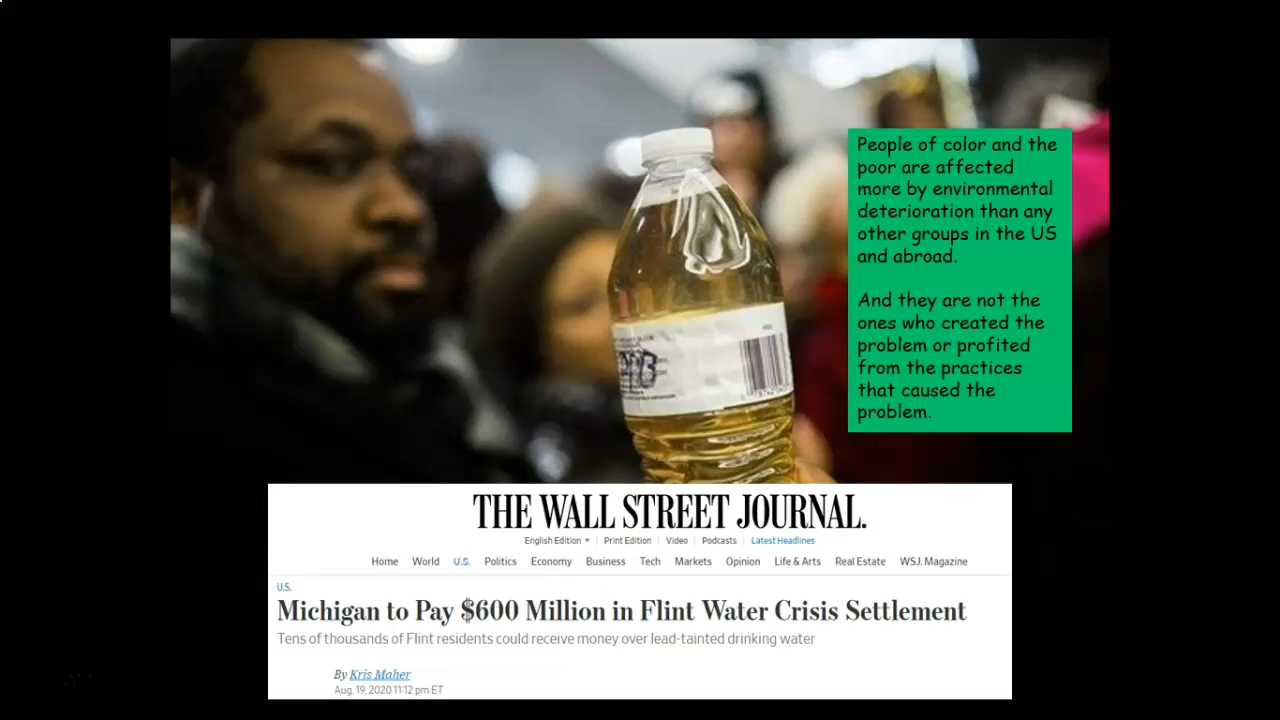 People of color and the
poor are affected
more by environmental
deterioration than any
other groups in the US
and abroad.
And they are not the
ones who created the
problem or profited
from the practices
that caused the
problem.
THE WALL STREET JOURNAL.
English Edition Print Edition Video Podcasts Latest Headlines
Home World U.S. Politics Economy Business Tech Markets Opinion Life & Arts Real Estate WSJ. Magazine
U.S.
Michigan to Pay $600 Million in Flint Water Crisis Settlement
Tens of thousands of Flint residents could receive money over lead-tainted drinking water
By Kris Maher
Aug. 19, 2020 11:12 pm ET